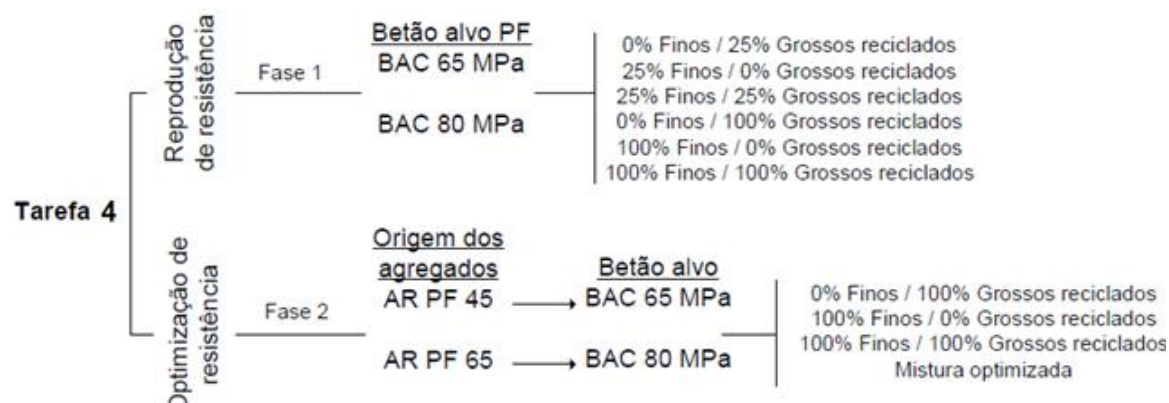 Tarefa 4
Reprodução
de resistência
Fase 1
Betão alvo PF
BAC 65 MPa
BAC 80 MPa
0% Finos / 25% Grossos reciclados
25% Finos / 0% Grossos reciclados
25% Finos / 25% Grossos reciclados
0% Finos / 100% Grossos reciclados
100% Finos / 0% Grossos reciclados
100% Finos / 100% Grossos reciclados
Optimização de
resistência
Fase 2
Origem dos
agregados
AR PF 45
AR PF 65
Betão alvo
BAC 65 MPa
BAC 80 MPa
0% Finos / 100% Grossos reciclados
100% Finos / 0% Grossos reciclados
100% Finos / 100% Grossos reciclados
Mistura optimizada